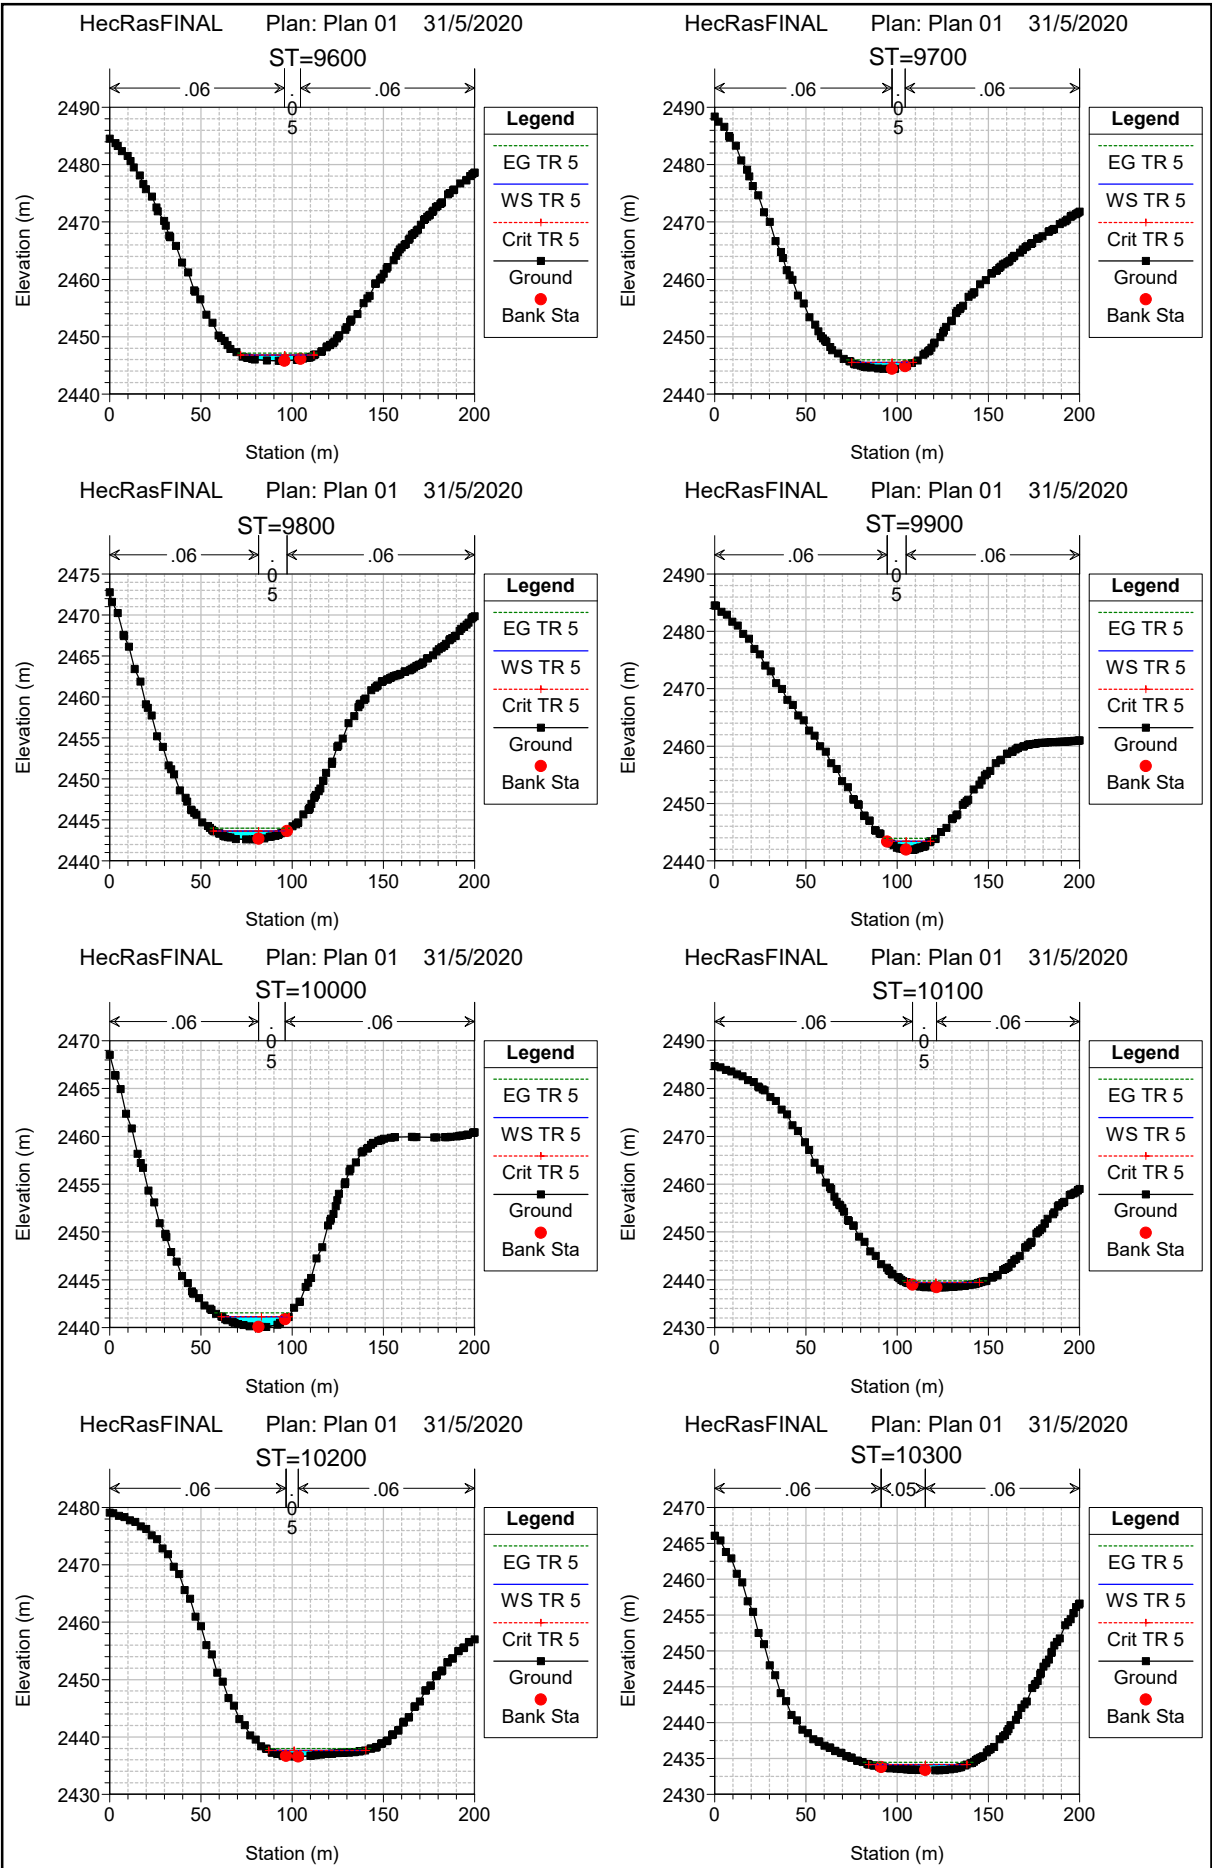 HecRasFINAL Plan: Plan 01 31/5/2020
ST=9600
.06
.05
.06
2490
2480
2470
2460
2450
2440
Elevation (m)
0 50 100 150 200
Station (m)
Legend
EG TR 5
WS TR 5
Crit TR 5
Ground
Bank Sta
HecRasFINAL Plan: Plan 01 31/5/2020
ST=9700
.06
.05
.06
2490
2480
2470
2460
2450
2440
Elevation (m)
0 50 100 150 200
Station (m)
Legend
EG TR 5
WS TR 5
Crit TR 5
Ground
Bank Sta
HecRasFINAL Plan: Plan 01 31/5/2020
ST=9800
.06
.05
.06
2475
2470
2465
2460
2455
2450
2445
2440
Elevation (m)
0 50 100 150 200
Station (m)
Legend
EG TR 5
WS TR 5
Crit TR 5
Ground
Bank Sta
HecRasFINAL Plan: Plan 01 31/5/2020
ST=9900
.06
.05
.06
2490
2480
2470
2460
2450
2440
Elevation (m)
0 50 100 150 200
Station (m)
Legend
EG TR 5
WS TR 5
Crit TR 5
Ground
Bank Sta
HecRasFINAL Plan: Plan 01 31/5/2020
ST=10000
.06
.05
.06
2470
2465
2460
2455
2450
2445
2440
Elevation (m)
0 50 100 150 200
Station (m)
Legend
EG TR 5
WS TR 5
Crit TR 5
Ground
Bank Sta
HecRasFINAL Plan: Plan 01 31/5/2020
ST=10100
.06
.05
.06
2490
2480
2470
2460
2450
2440
2430
Elevation (m)
0 50 100 150 200
Station (m)
Legend
EG TR 5
WS TR 5
Crit TR 5
Ground
Bank Sta
HecRasFINAL Plan: Plan 01 31/5/2020
ST=10200
.06
.05
.06
2480
2470
2460
2450
2440
2430
Elevation (m)
0 50 100 150 200
Station (m)
Legend
EG TR 5
WS TR 5
Crit TR 5
Ground
Bank Sta
HecRasFINAL Plan: Plan 01 31/5/2020
ST=10300
.06
.05
.06
2470
2465
2460
2455
2450
2445
2440
2435
2430
Elevation (m)
0 50 100 150 200
Station (m)
Legend
EG TR 5
WS TR 5
Crit TR 5
Ground
Bank Sta